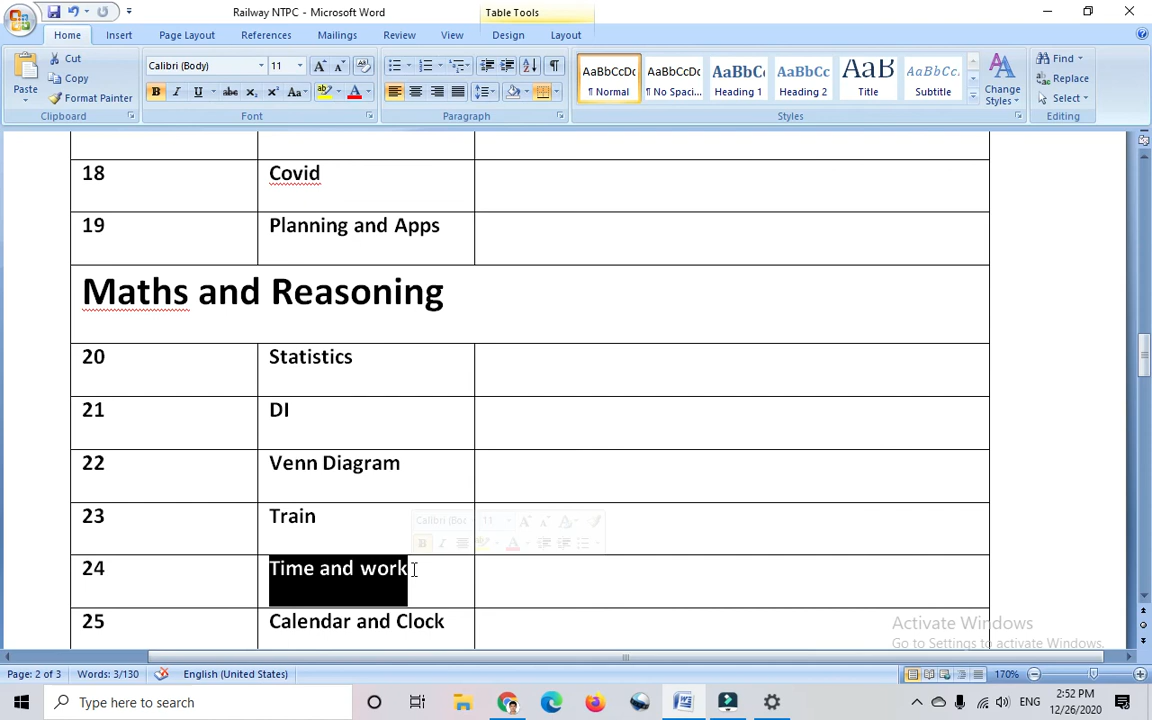 Railway NTPC - Microsoft Word
Table Tools
Home Insert Page Layout References Mailings Review View Design Layout
Paste
Cut
Copy
Format Painter
Clipboard
Calibri (Body) 11
Font
Paragraph
AaBbCcDc AaBbCcDc AaBbC AaBbCc AaB AaBbCcD.
¶ Normal ¶ No Spaci... Heading 1 Heading 2 Title Subtitle
Change Styles
Styles
Find
Replace
Select
Editing
18 Covid
19 Planning and Apps
Maths and Reasoning
20 Statistics
21 DI
22 Venn Diagram
23 Train
Calibri (Boc 11
24 Time and work
25 Calendar and Clock
Activate Windows
Go to Settings to activate Windows.
Page: 2 of 3 Words: 3/130 English (United States) 170%
Type here to search
ENG
2:52 PM
12/26/2020